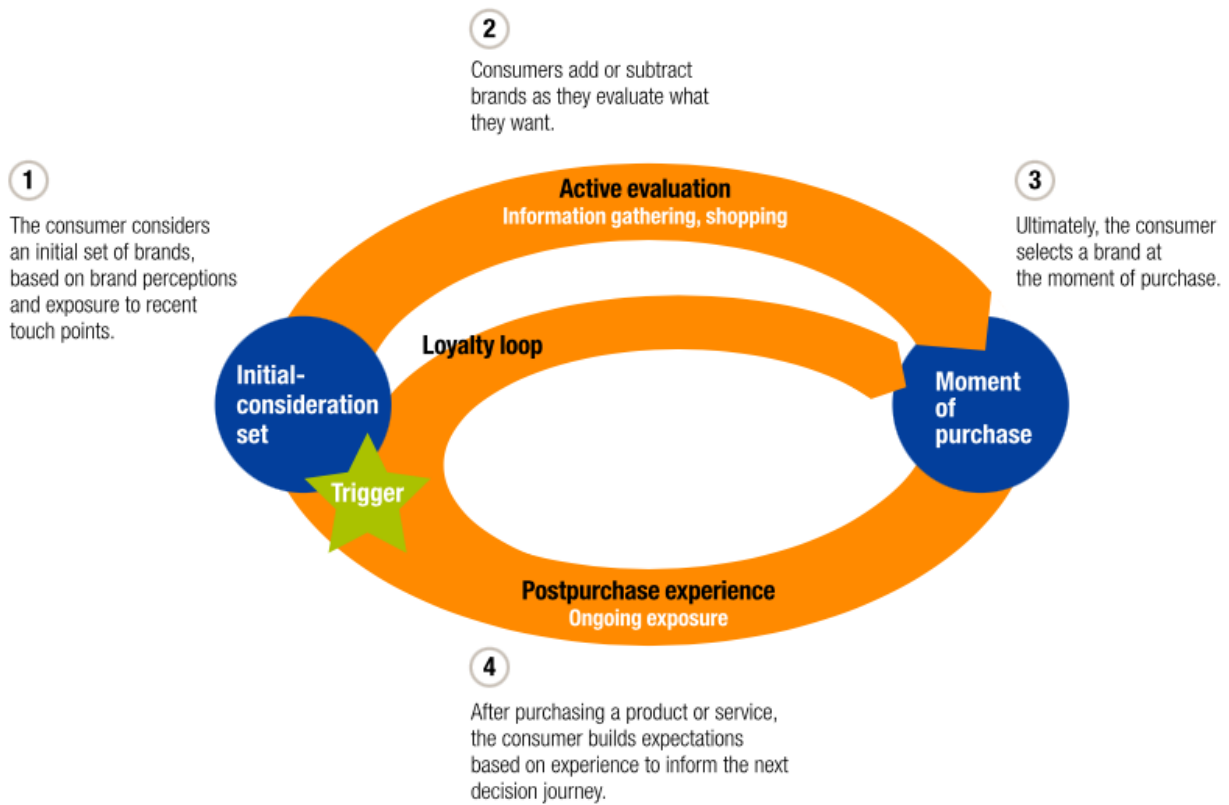 1
The consumer considers
an initial set of brands,
based on brand perceptions
and exposure to recent
touch points.
2
Consumers add or subtract
brands as they evaluate what
they want.
3
Ultimately, the consumer
selects a brand at
the moment of purchase.
Active evaluation
Information gathering, shopping
Loyalty loop
Initial-
consideration
set
Trigger
Moment
of
purchase
Postpurchase experience
Ongoing exposure
4
After purchasing a product or service,
the consumer builds expectations
based on experience to inform the next
decision journey.